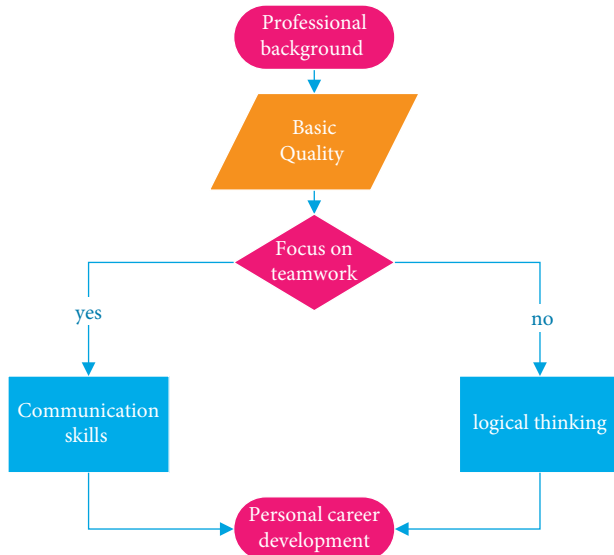 Professional
background
Basic
Quality
Focus on
teamwork
yes
no
Communication
skills
logical thinking
Personal career
development